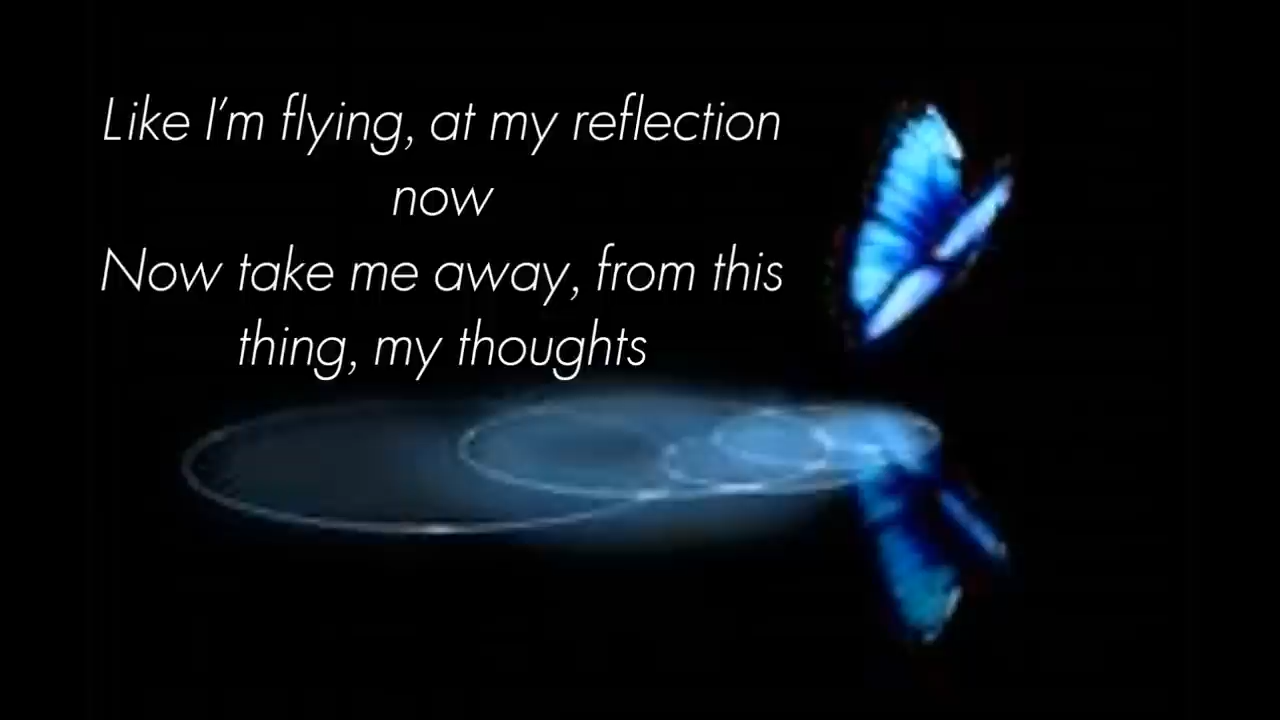 Like I'm flying, at my reflection
now
Now take me away, from this
thing, my thoughts